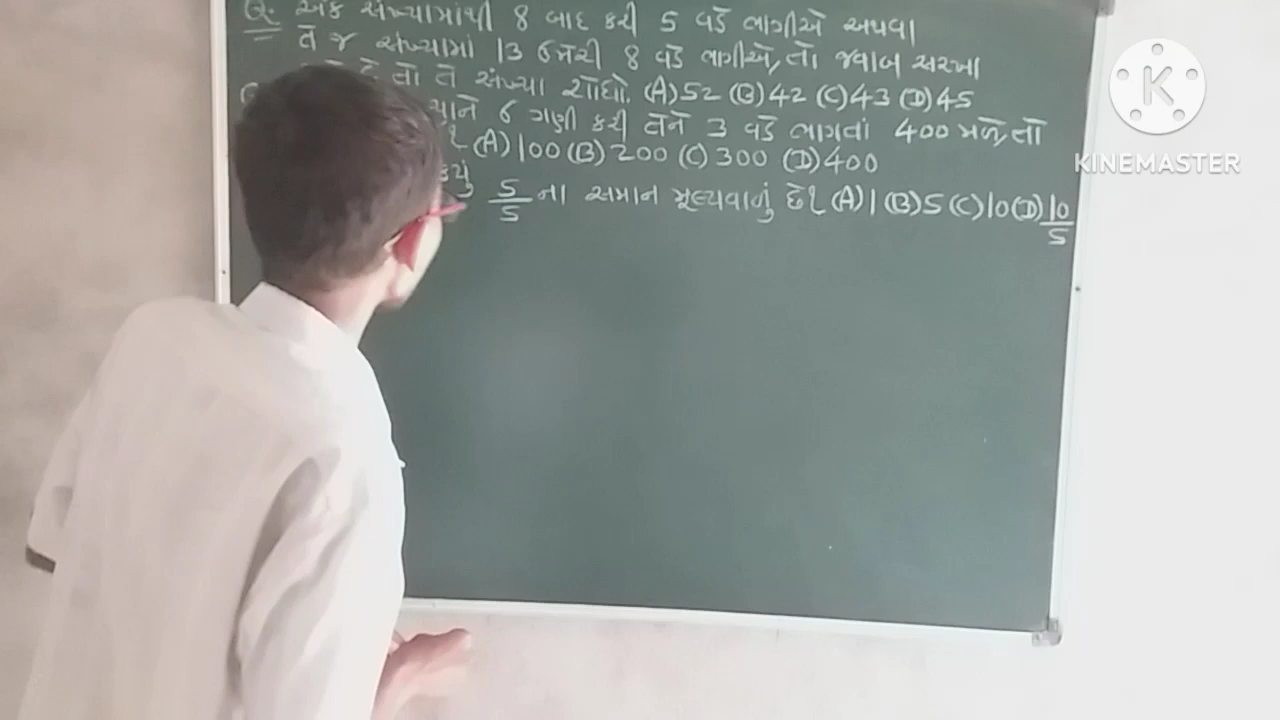 Q. એક સંખ્યામાંથી 8 બાદ કરી 5 વડે ભાગીએ અથવા
તે જ સંખ્યામાં 13 ઉમેરી 8 વડે ભાગીએ, તો જવાબ સરખા
તો તે સંખ્યા શોધો. (A) 52 (B) 42 (C) 43 (D) 45
6 ગણી કરી તેને 3 વડે ભાગતાં 400 મળે, તો
(A) 100 (B) 200 (C) 300 (D) 400
5/5 ના સમાન મૂલ્યવાળું છે? (A) 1 (B) 5 (C) 10 (D) 10/5
K
KINEMASTER